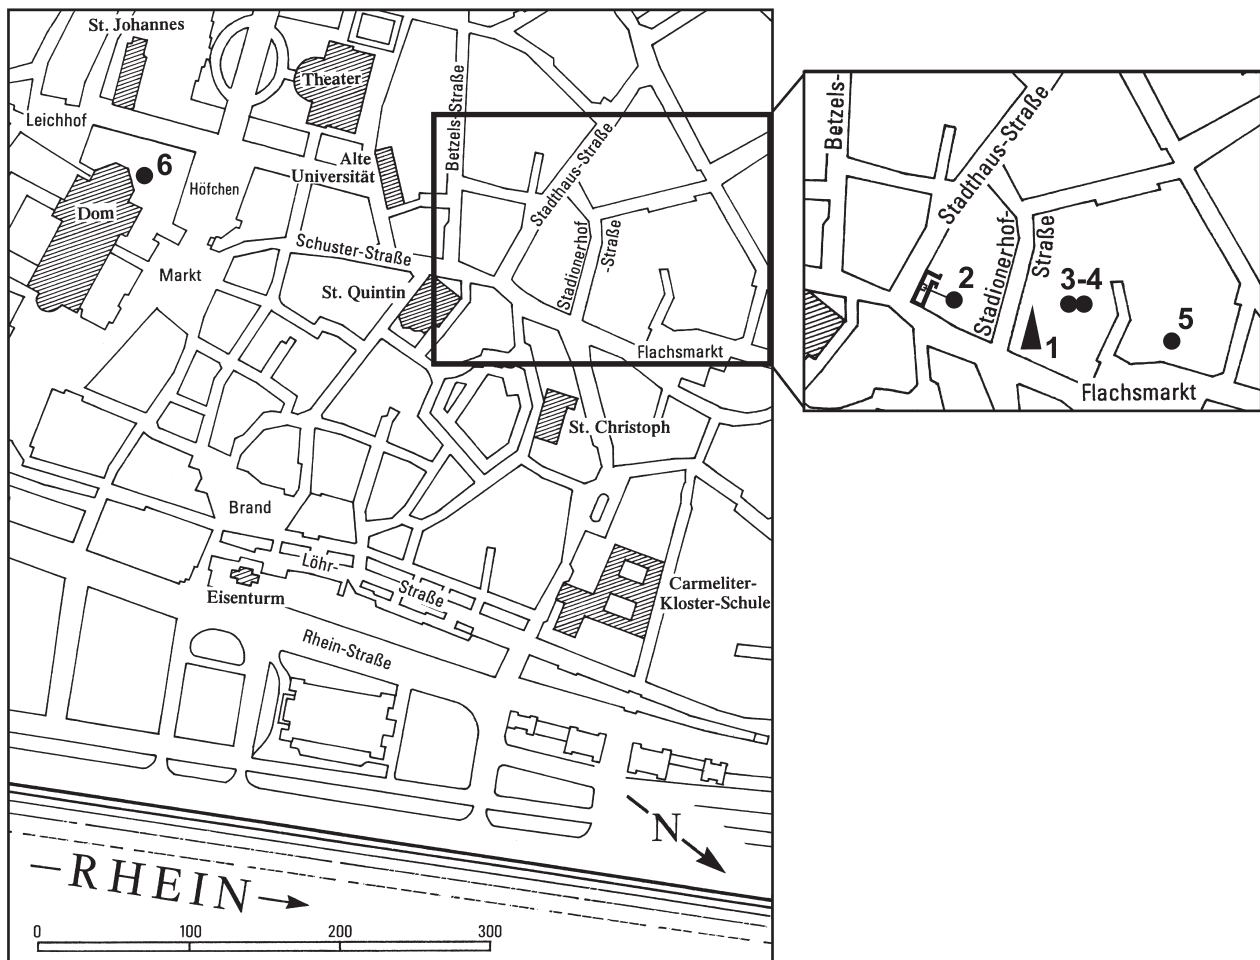 St. Johannes
Theater
Leichhof
Alte
Universität
Betzels-Straße
Stadthaus-Straße
6
Höfchen
Dom
Schuster-Straße
Stadionerhof
-Straße
Markt
St. Quintin
Flachsmarkt
St. Christoph
Brand
Löhr-
Straße
Eisenturm
Carmeliter-
Kloster-Schule
Rhein-Straße
N
RHEIN
0 100 200 300
Betzels-
Stadthaus-Straße
Stadionerhof-
Straße
2
3-4
1
5
Flachsmarkt